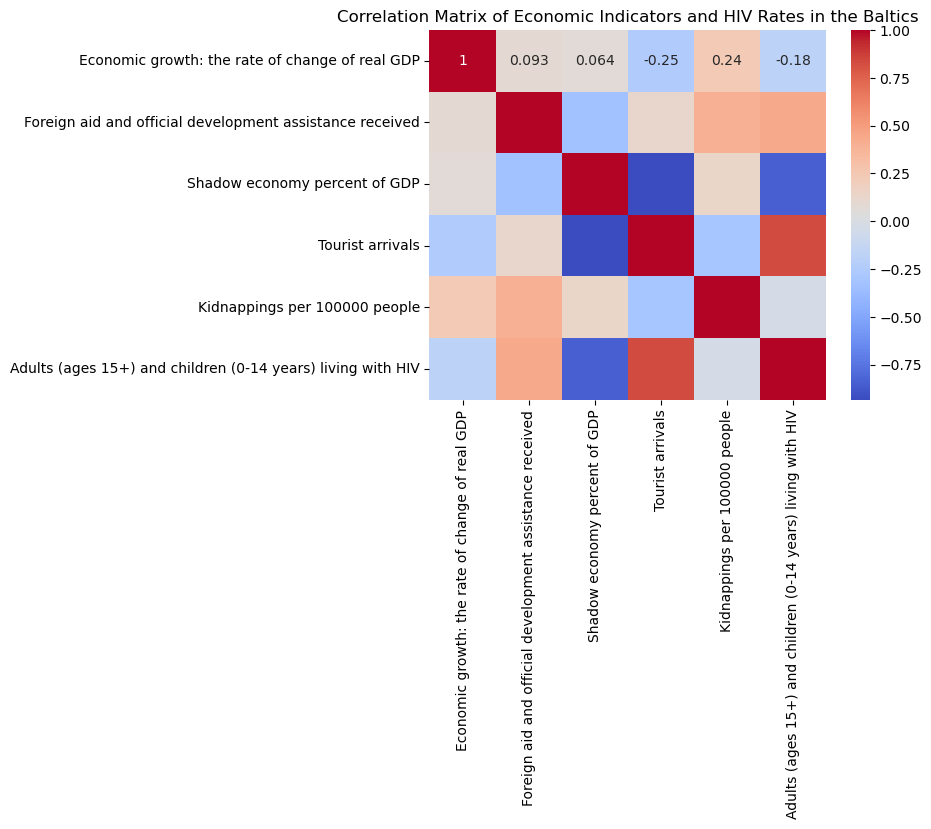 Correlation Matrix of Economic Indicators and HIV Rates in the Baltics
Economic growth: the rate of change of real GDP
1 0.093 0.064 -0.25 0.24 -0.18
Foreign aid and official development assistance received
Shadow economy percent of GDP
Tourist arrivals
Kidnappings per 100000 people
Adults (ages 15+) and children (0-14 years) living with HIV
Economic growth: the rate of change of real GDP
Foreign aid and official development assistance received
Shadow economy percent of GDP
Tourist arrivals
Kidnappings per 100000 people
Adults (ages 15+) and children (0-14 years) living with HIV
1.00
0.75
0.50
0.25
0.00
−0.25
−0.50
−0.75